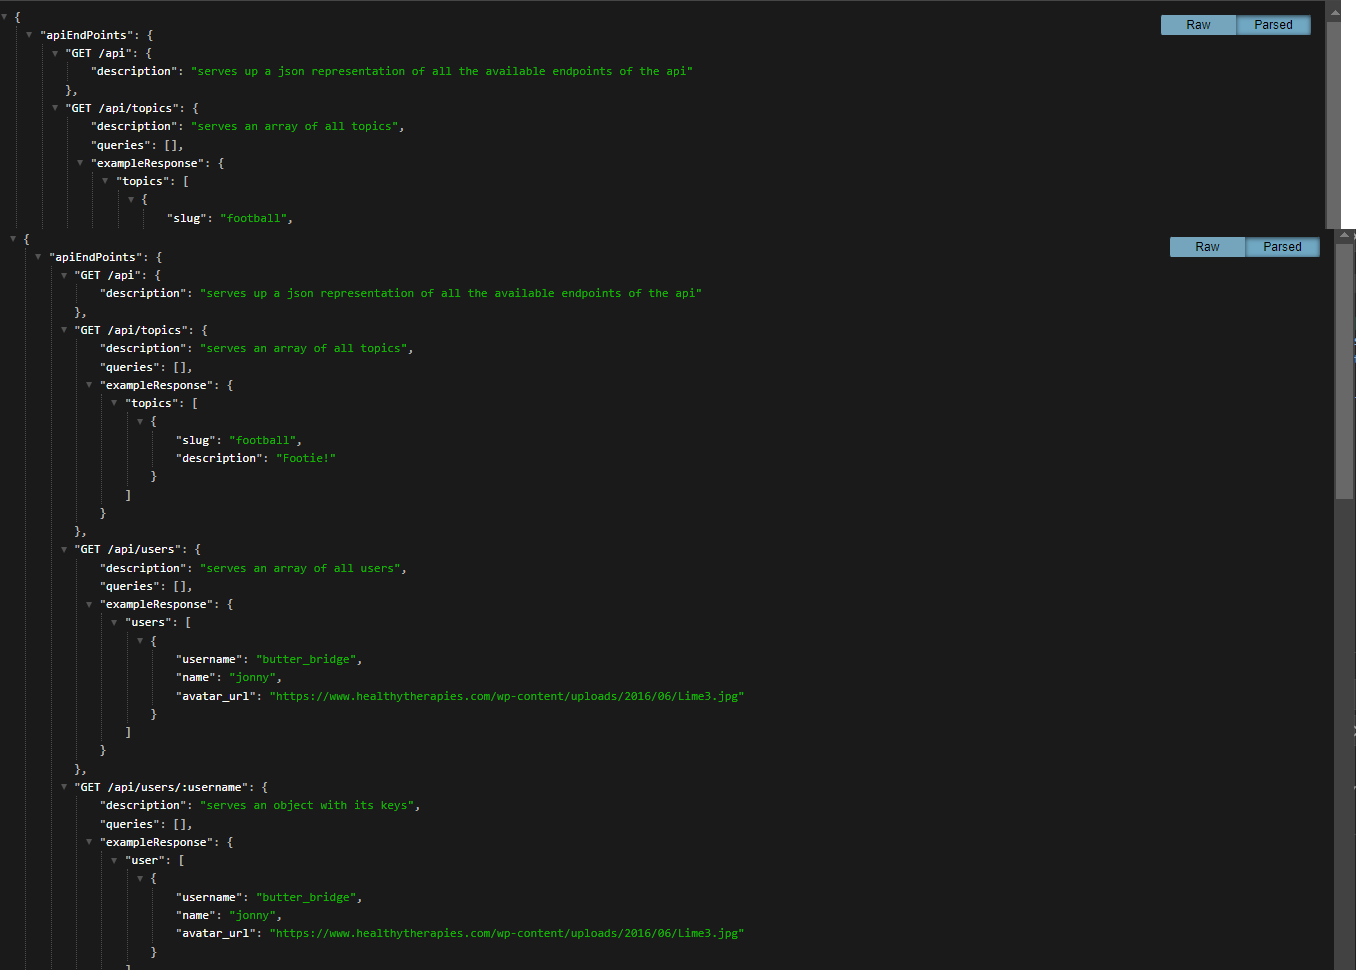 {
Raw Parsed
"apiEndPoints": {
"GET /api": {
"description": "serves up a json representation of all the available endpoints of the api"
},
"GET /api/topics": {
"description": "serves an array of all topics",
"queries": [],
"exampleResponse": {
"topics": [
{
"slug": "football",
{
Raw Parsed
"apiEndPoints": {
"GET /api": {
"description": "serves up a json representation of all the available endpoints of the api"
},
"GET /api/topics": {
"description": "serves an array of all topics",
"queries": [],
"exampleResponse": {
"topics": [
{
"slug": "football",
"description": "Footie!"
}
]
}
},
"GET /api/users": {
"description": "serves an array of all users",
"queries": [],
"exampleResponse": {
"users": [
{
"username": "butter_bridge",
"name": "jonny",
"avatar_url": "https://www.healthytherapies.com/wp-content/uploads/2016/06/Lime3.jpg"
}
]
}
},
"GET /api/users/:username": {
"description": "serves an object with its keys",
"queries": [],
"exampleResponse": {
"user": [
{
"username": "butter_bridge",
"name": "jonny",
"avatar_url": "https://www.healthytherapies.com/wp-content/uploads/2016/06/Lime3.jpg"
}
]